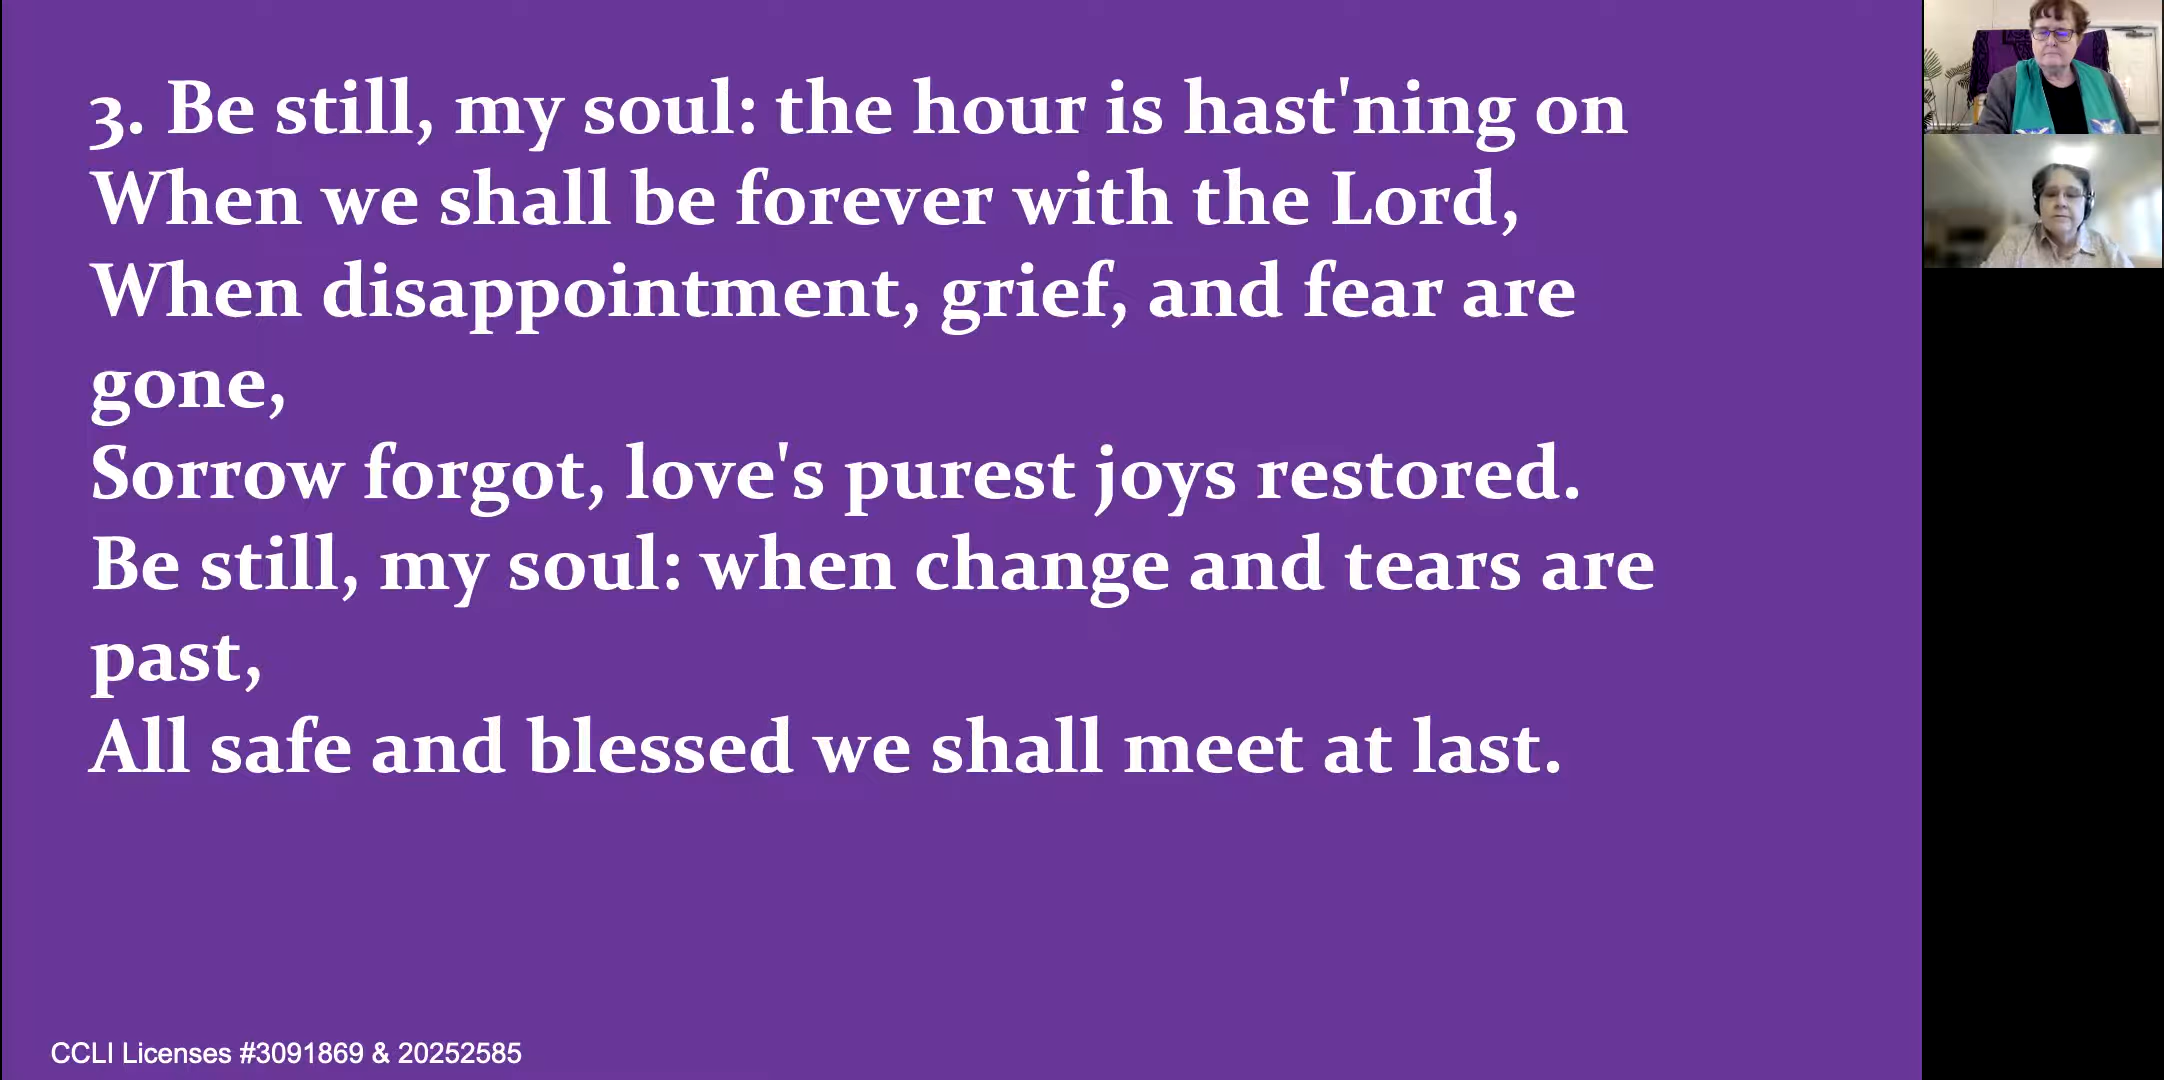 3. Be still, my soul: the hour is hast'ning on
When we shall be forever with the Lord,
When disappointment, grief, and fear are
gone,
Sorrow forgot, love's purest joys restored.
Be still, my soul: when change and tears are
past,
All safe and blessed we shall meet at last.
CCLI Licenses #3091869 & 20252585